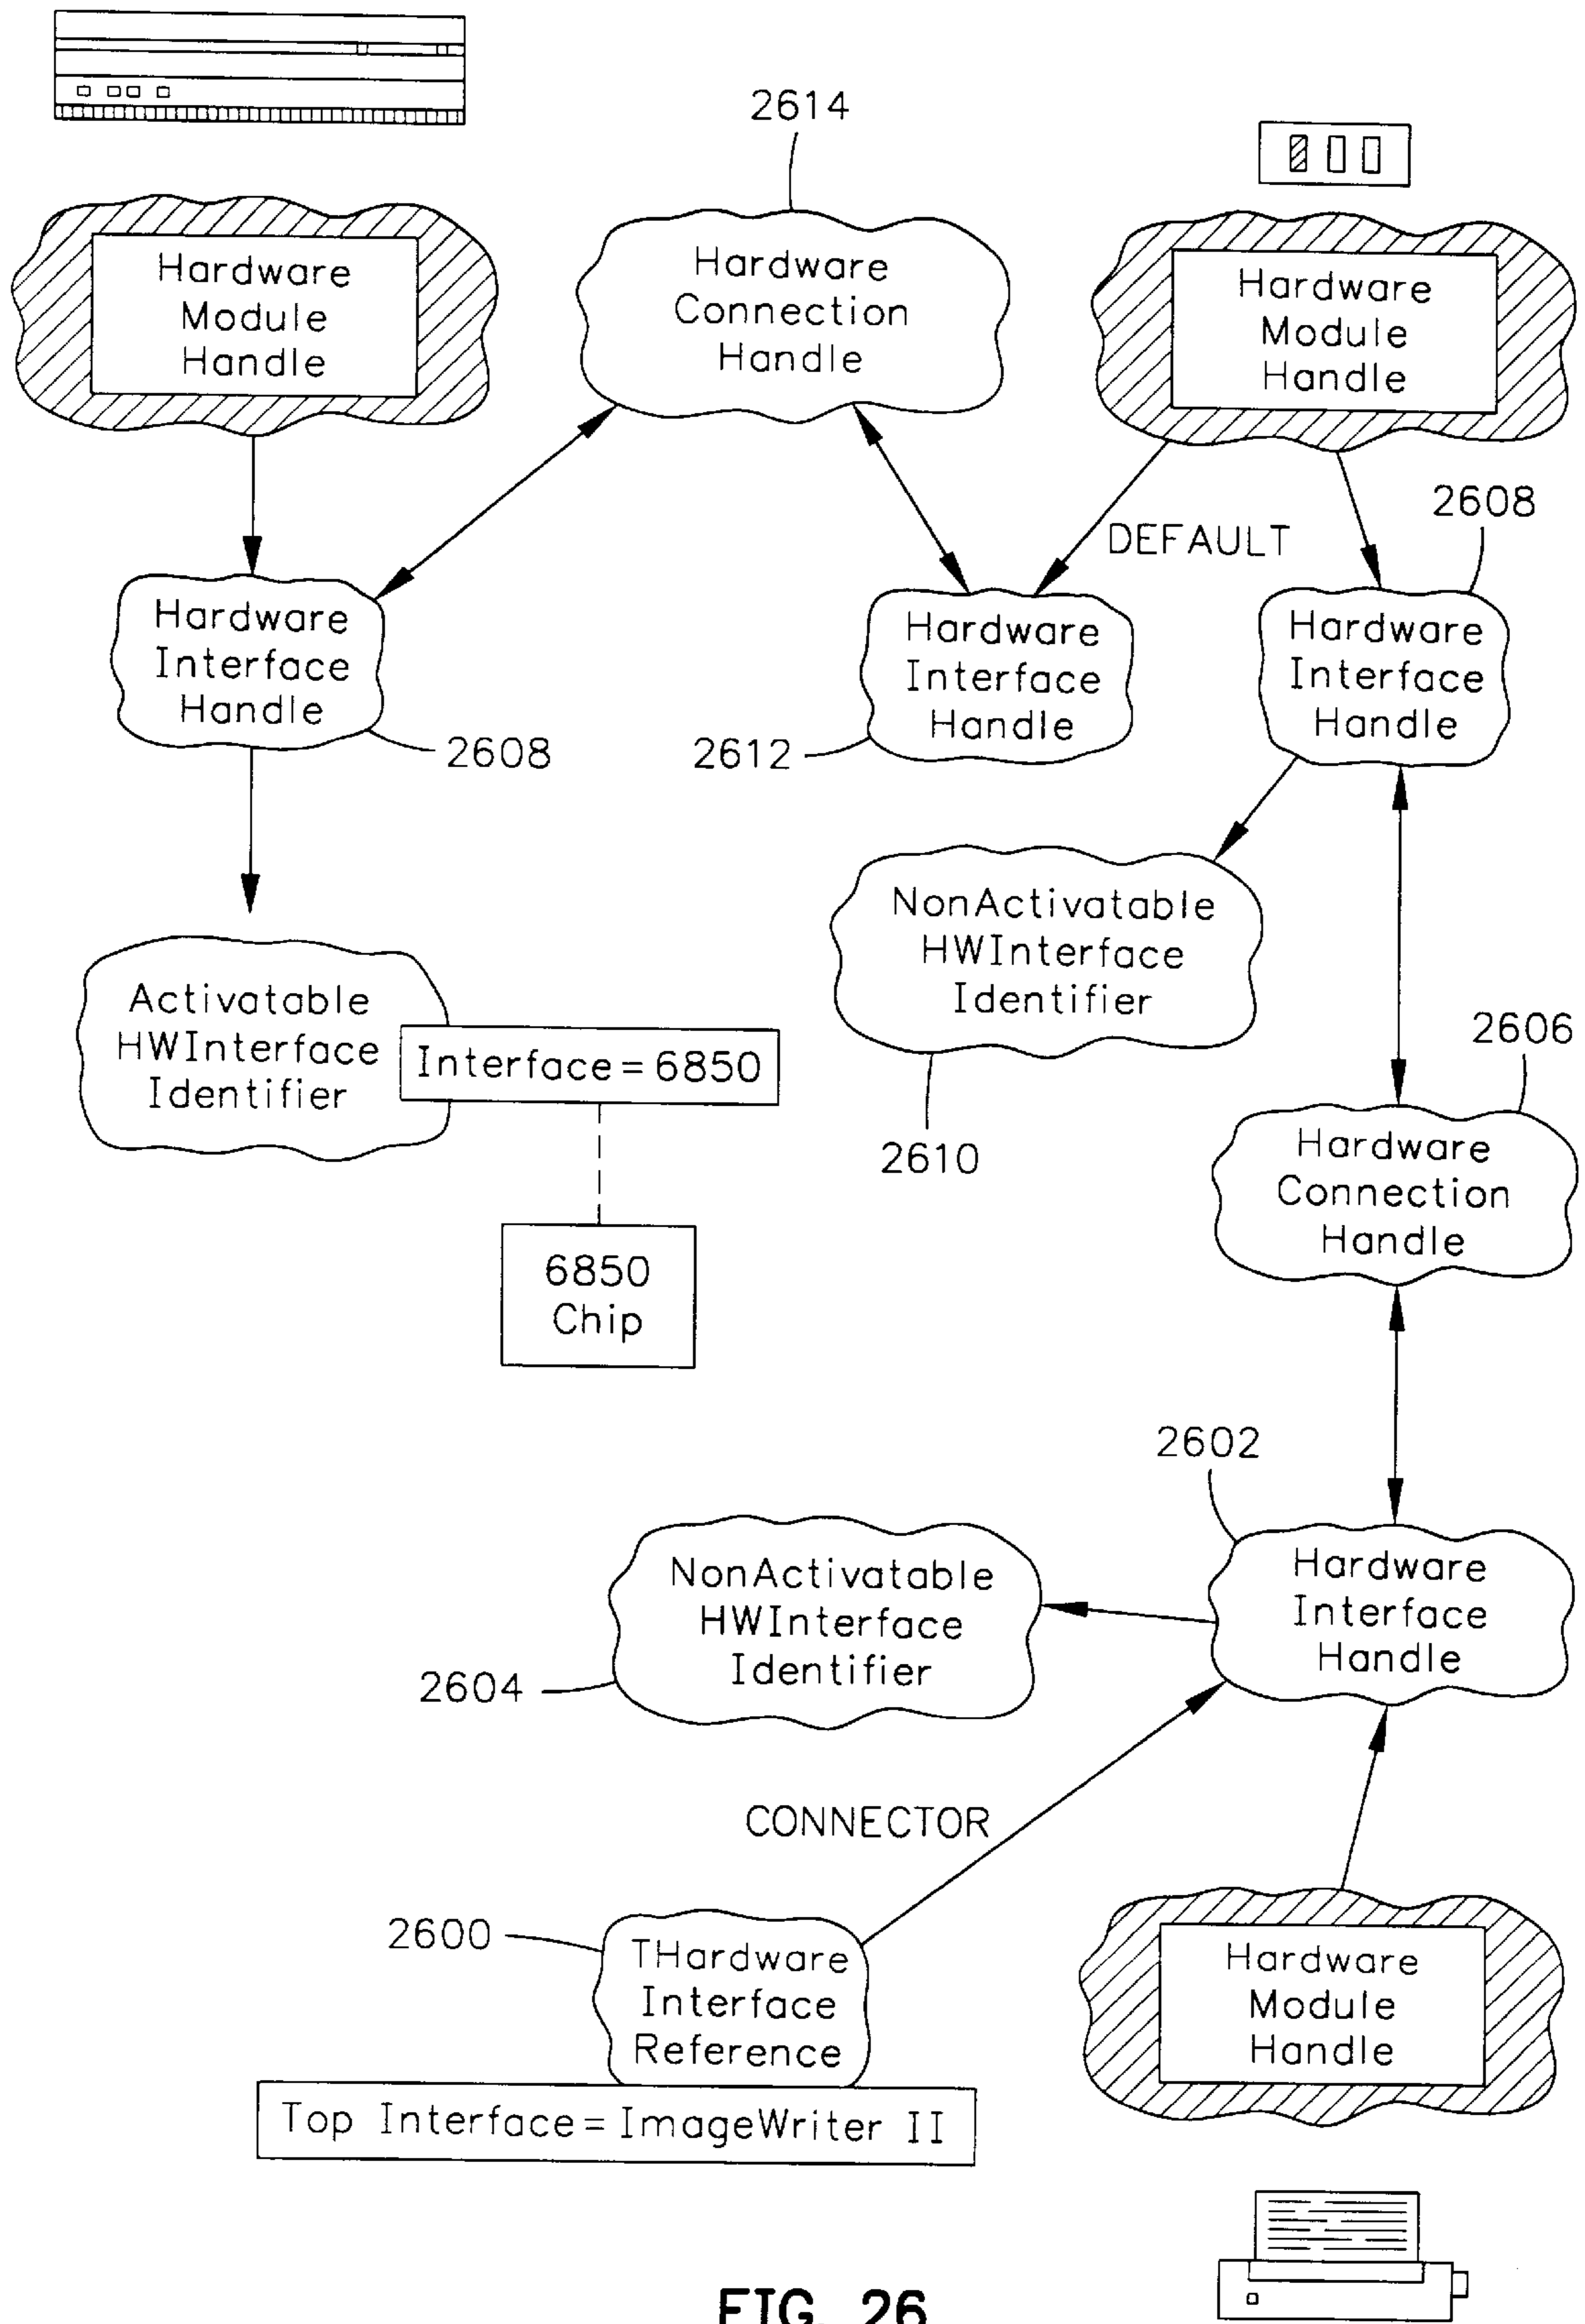 2614
Hardware
Module
Handle
Hardware
Connection
Handle
Hardware
Module
Handle
DEFAULT
2608
Hardware
Interface
Handle
2608
Hardware
Interface
Handle
2612
Hardware
Interface
Handle
NonActivatable
HWInterface
Identifier
2610
Activatable
HWInterface
Identifier
Interface = 6850
6850
Chip
2606
Hardware
Connection
Handle
2602
Hardware
Interface
Handle
NonActivatable
HWInterface
Identifier
2604
CONNECTOR
2600
THardware
Interface
Reference
Top Interface = ImageWriter II
Hardware
Module
Handle
FIG. 26